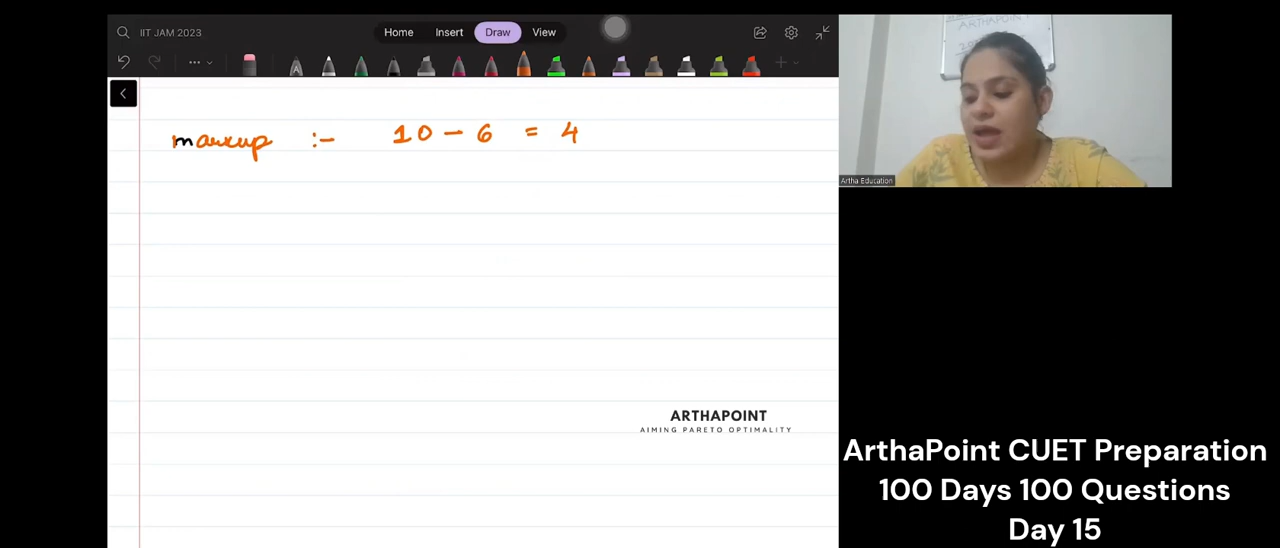 IIT JAM 2023
Home Insert Draw View
markup :- 10 - 6 = 4
ARTHAPOINT
Artha Education
ARTHAPOINT
AIMING PARETO OPTIMALITY
ArthaPoint CUET Preparation
100 Days 100 Questions
Day 15